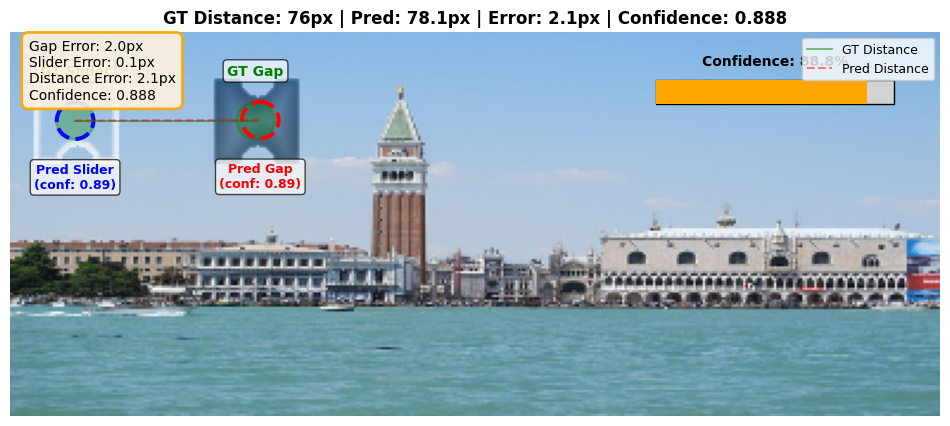 GT Distance: 76px | Pred: 78.1px | Error: 2.1px | Confidence: 0.888
Gap Error: 2.0px
Slider Error: 0.1px
Distance Error: 2.1px
Confidence: 0.888
GT Gap
Confidence: 88.8%
GT Distance
Pred Distance
Pred Slider
(conf: 0.89)
Pred Gap
(conf: 0.89)